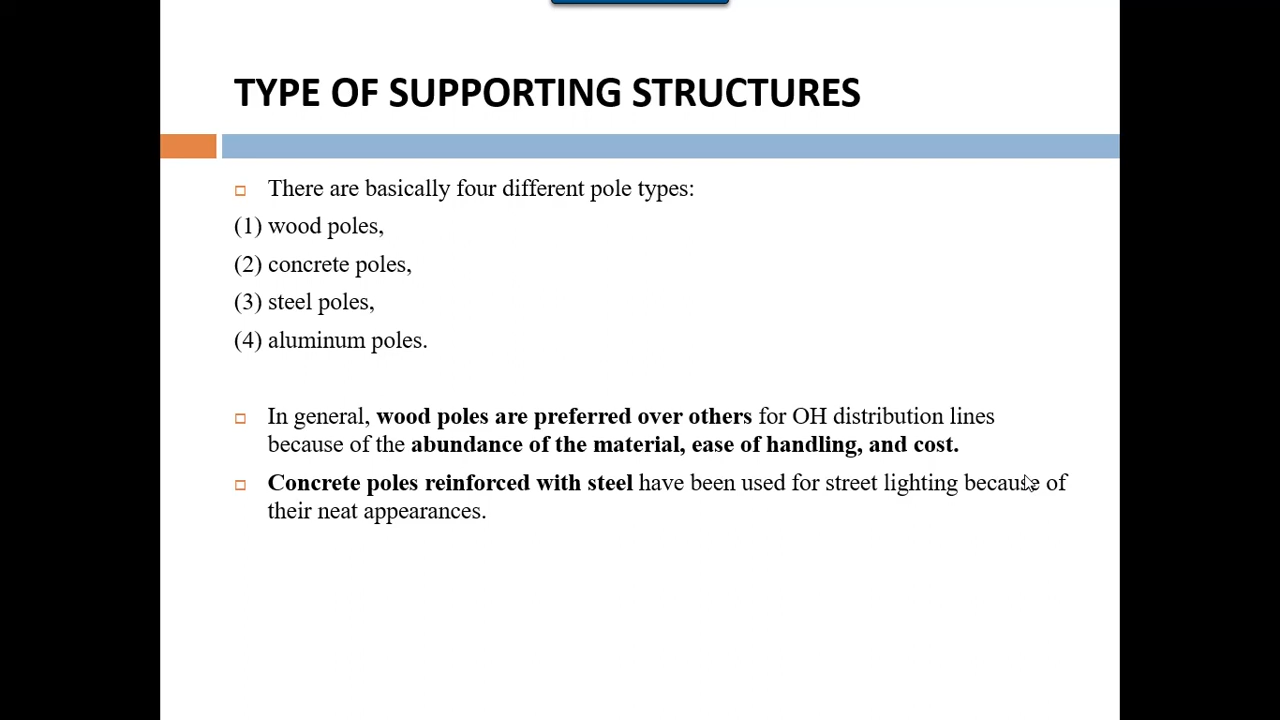 TYPE OF SUPPORTING STRUCTURES
There are basically four different pole types:
(1) wood poles,
(2) concrete poles,
(3) steel poles,
(4) aluminum poles.
In general, wood poles are preferred over others for OH distribution lines
because of the abundance of the material, ease of handling, and cost.
Concrete poles reinforced with steel have been used for street lighting because of
their neat appearances.